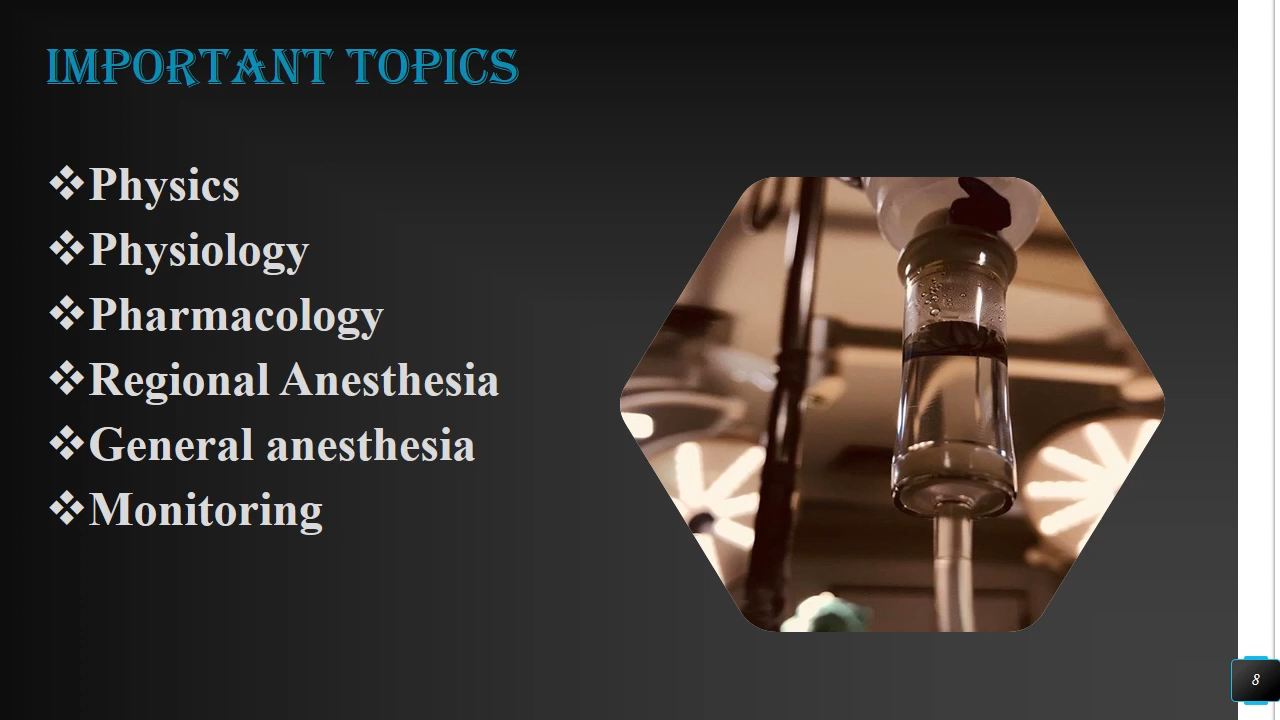 IMPORTANT TOPICS
❖Physics
❖Physiology
❖Pharmacology
❖Regional Anesthesia
❖General anesthesia
❖Monitoring
8